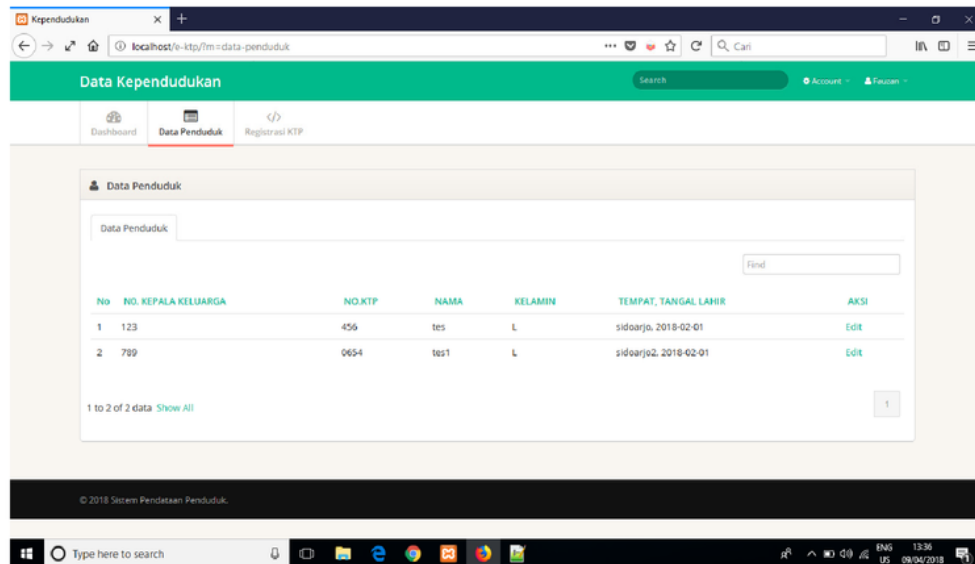 Kependudukan
localhost/e-ktp/?m=data-penduduk
Cari
Data Kependudukan
Search
Account
Fauzan
Dashboard
Data Penduduk
Registrasi KTP
Data Penduduk
Data Penduduk
Find
No NO. KEPALA KELUARGA NO.KTP NAMA KELAMIN TEMPAT, TANGAL LAHIR AKSI
1 123 456 tes L sidoarjo, 2018-02-01 Edit
2 789 0654 tes1 L sidoarjo2, 2018-02-01 Edit
1 to 2 of 2 data Show All
1
© 2018 Sistem Pendataan Penduduk.
Type here to search
ENG 13:36
US 09/04/2018